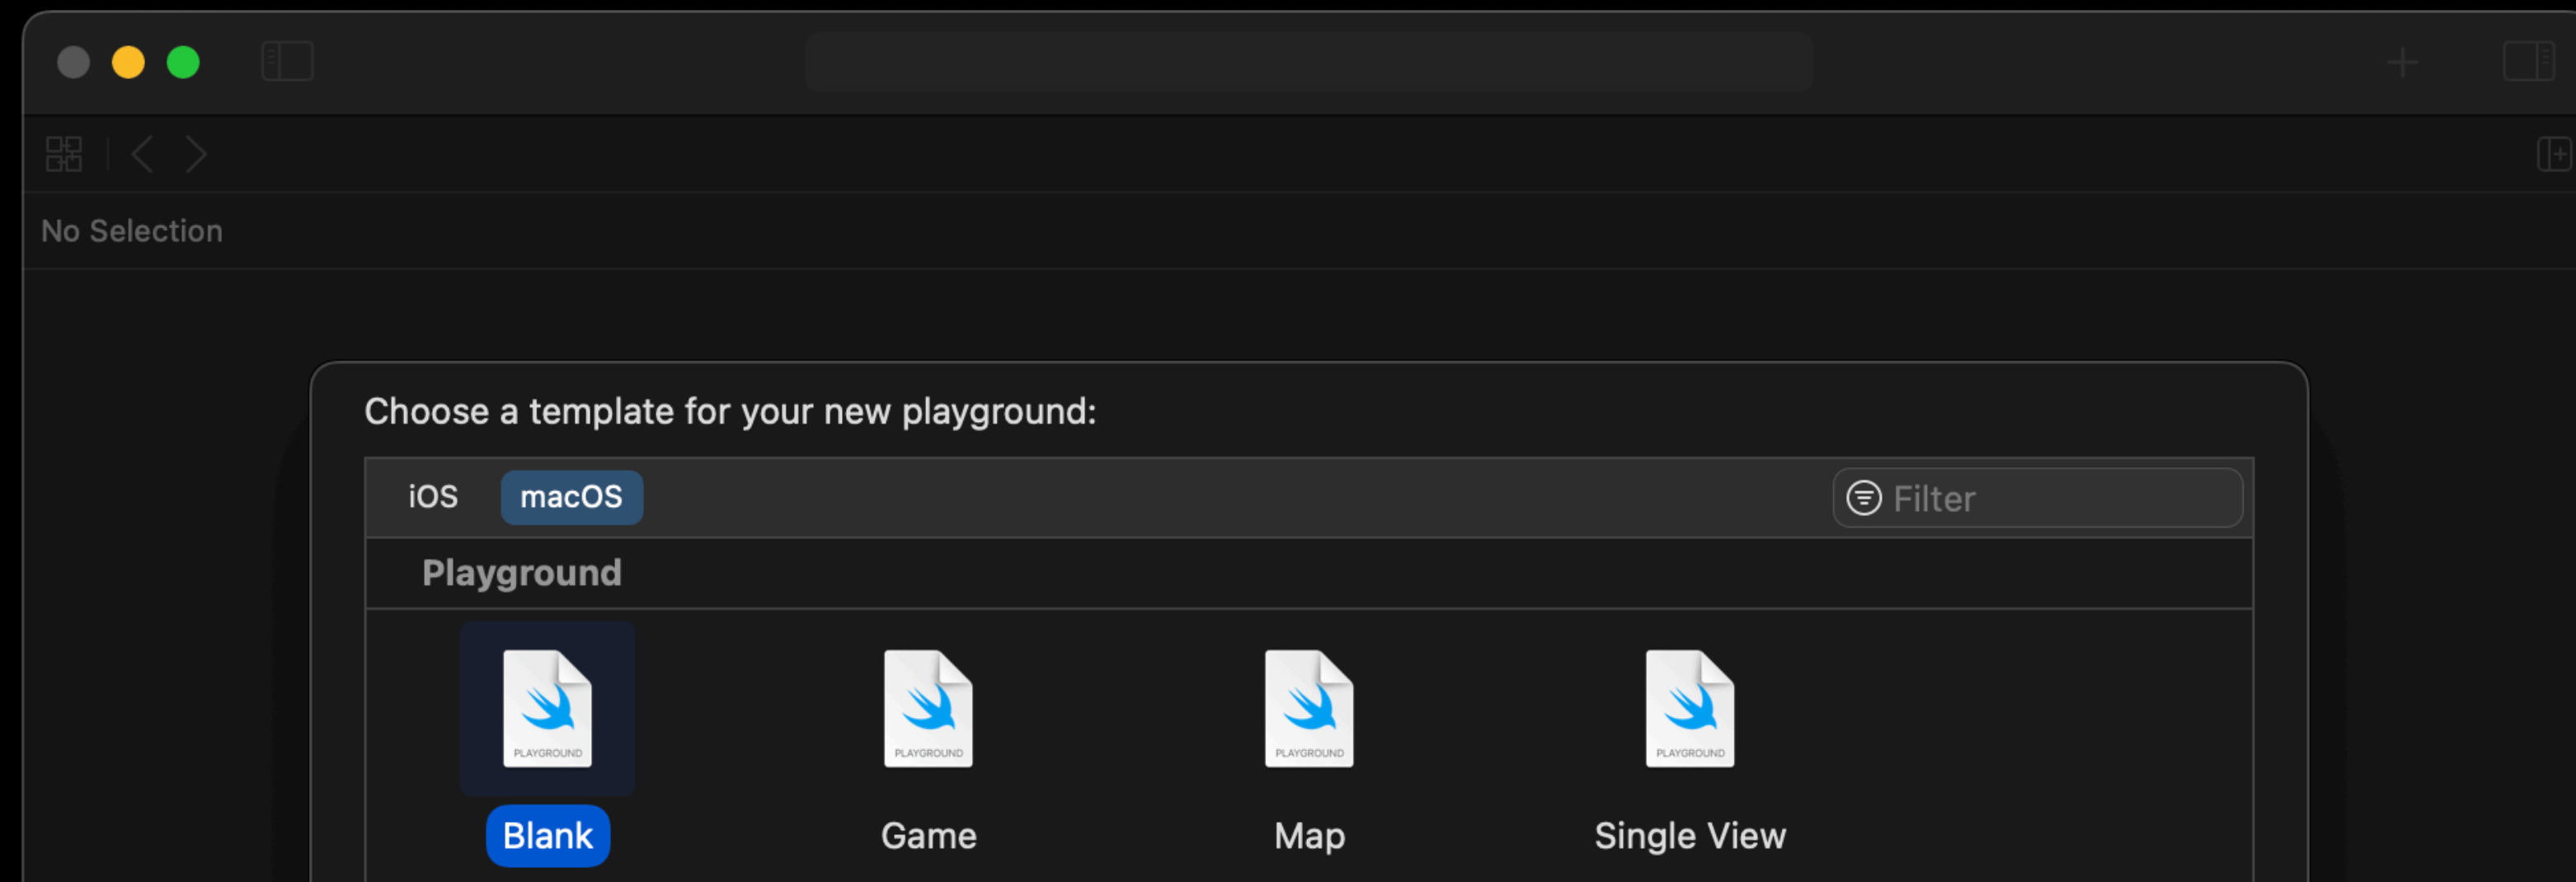 No Selection
Choose a template for your new playground:
iOS macOS Filter
Playground
PLAYGROUND PLAYGROUND PLAYGROUND PLAYGROUND
Blank Game Map Single View